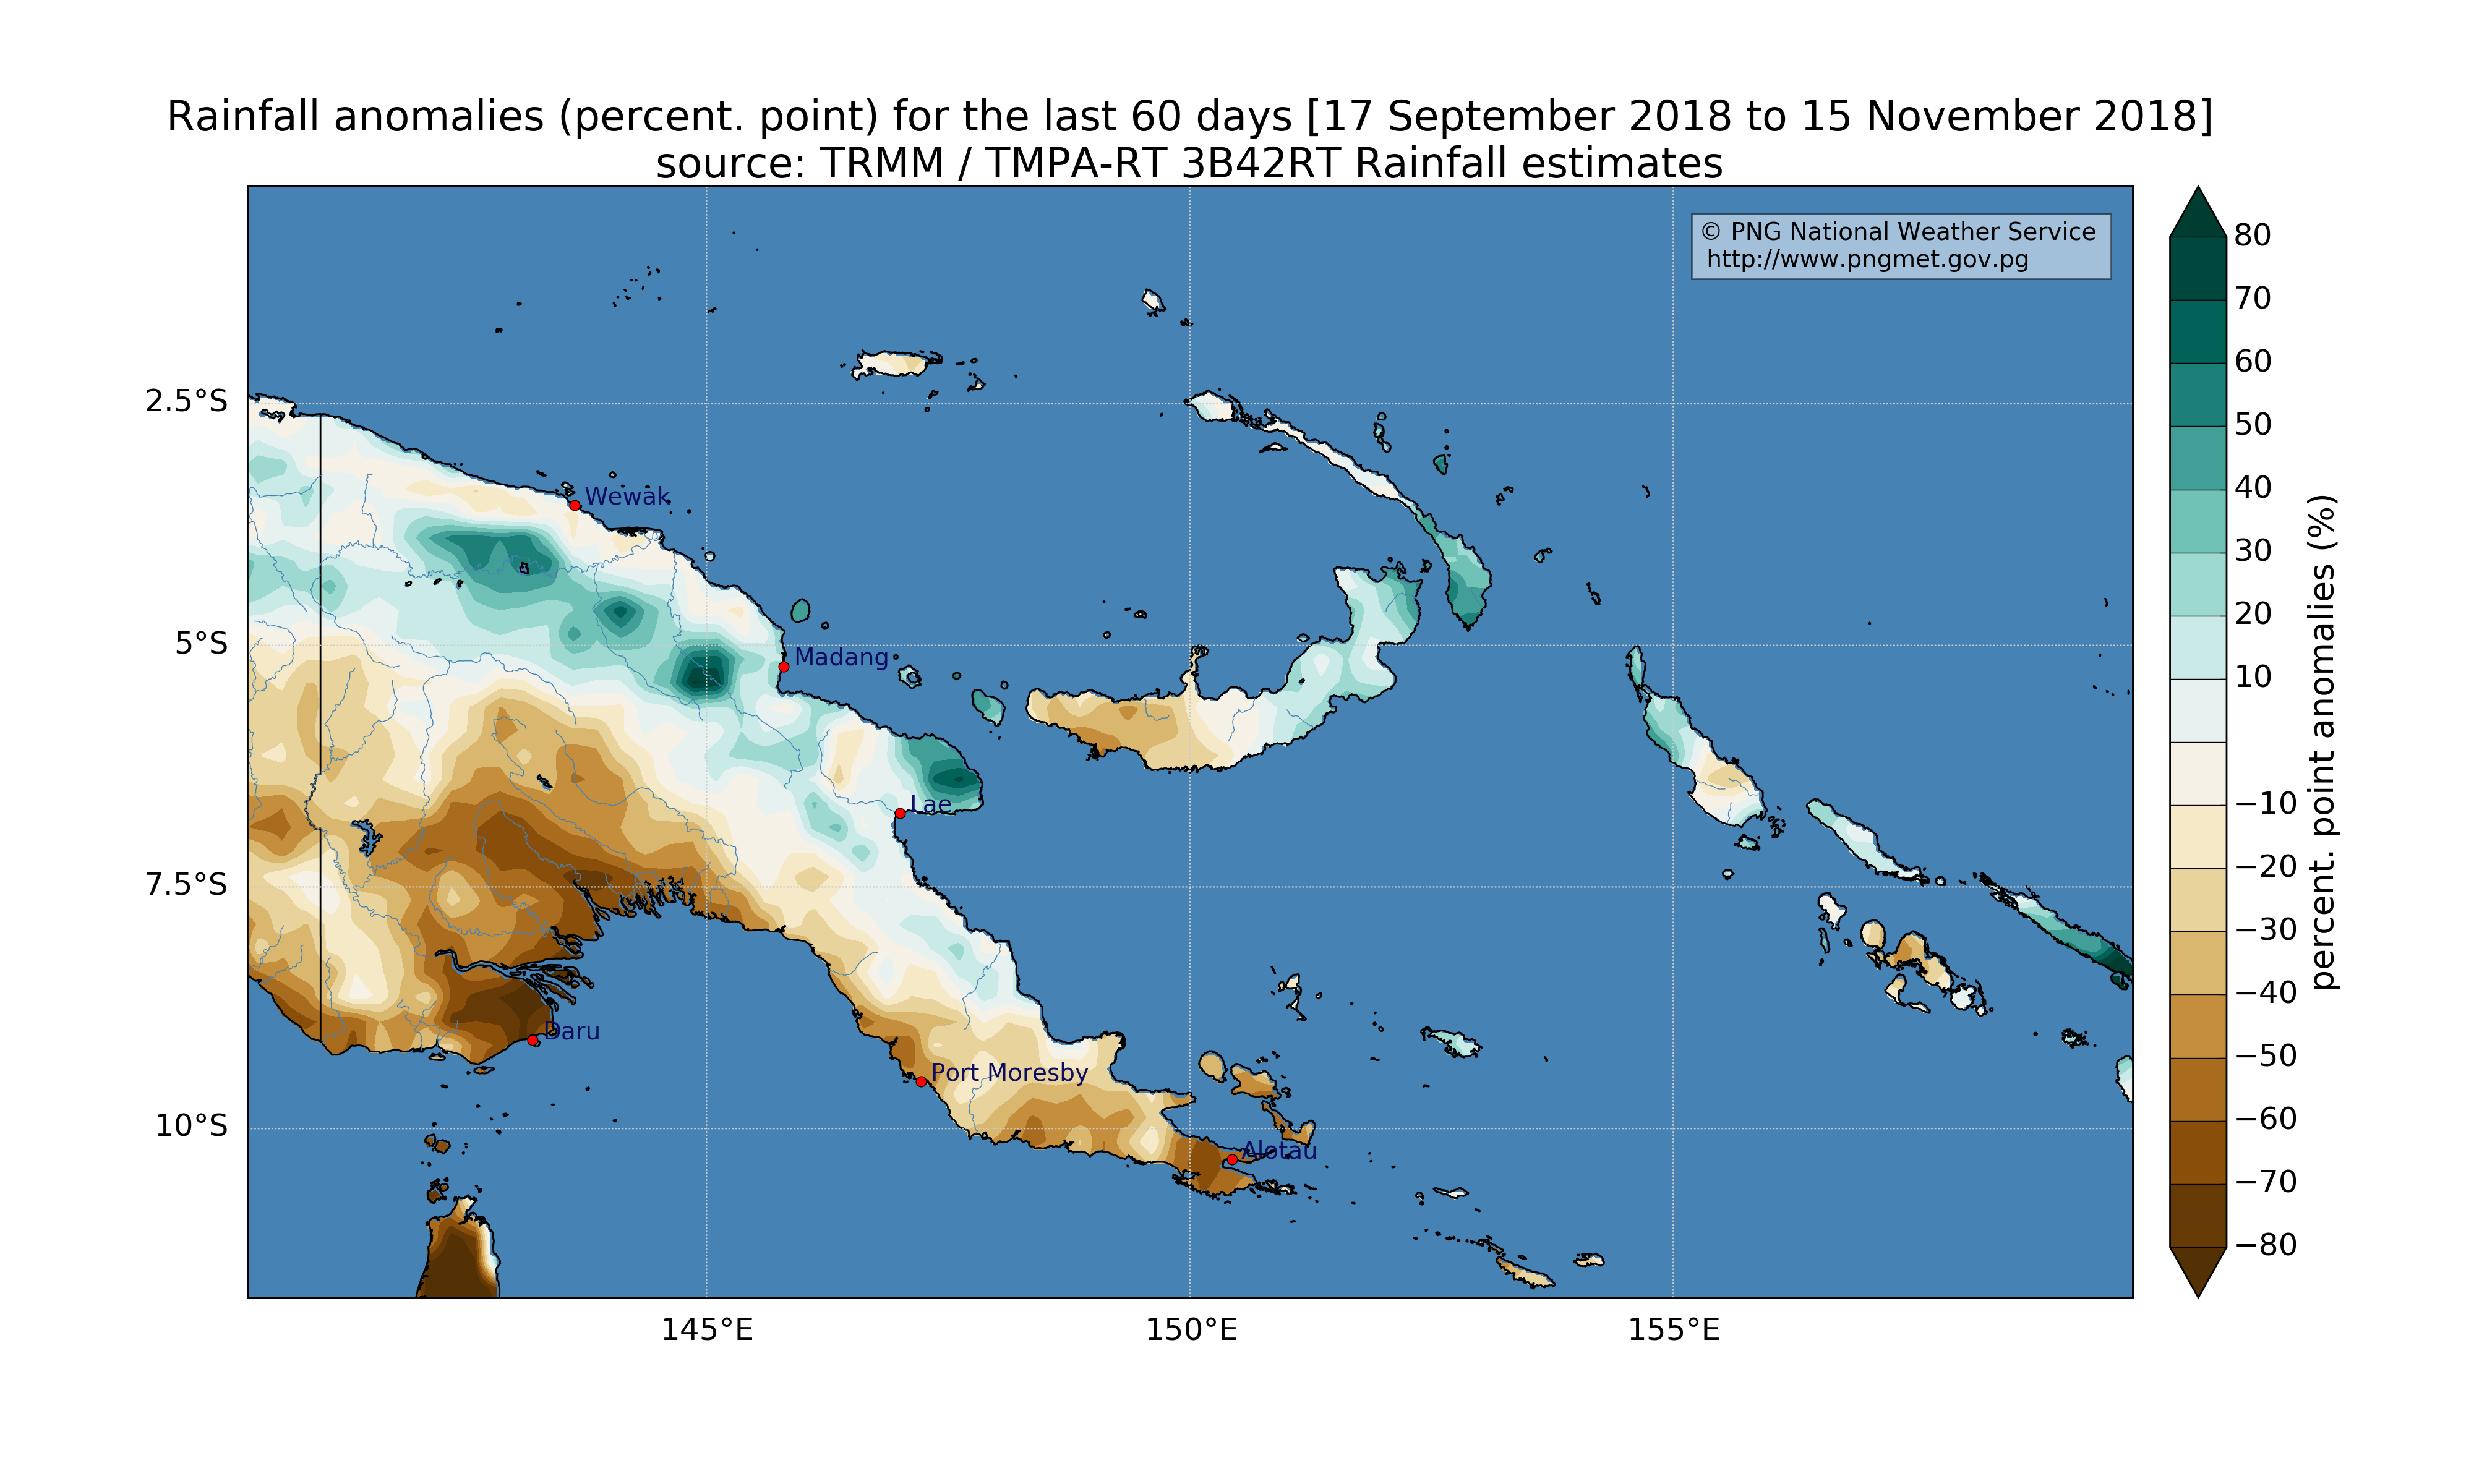 Rainfall anomalies (percent. point) for the last 60 days [17 September 2018 to 15 November 2018]
source: TRMM / TMPA-RT 3B42RT Rainfall estimates
© PNG National Weather Service
http://www.pngmet.gov.pg
2.5°S
5°S
7.5°S
10°S
Wewak
Madang
Lae
Daru
Port Moresby
Alotau
145°E
150°E
155°E
80
70
60
50
40
30
20
10
−10
−20
−30
−40
−50
−60
−70
−80
percent. point anomalies (%)